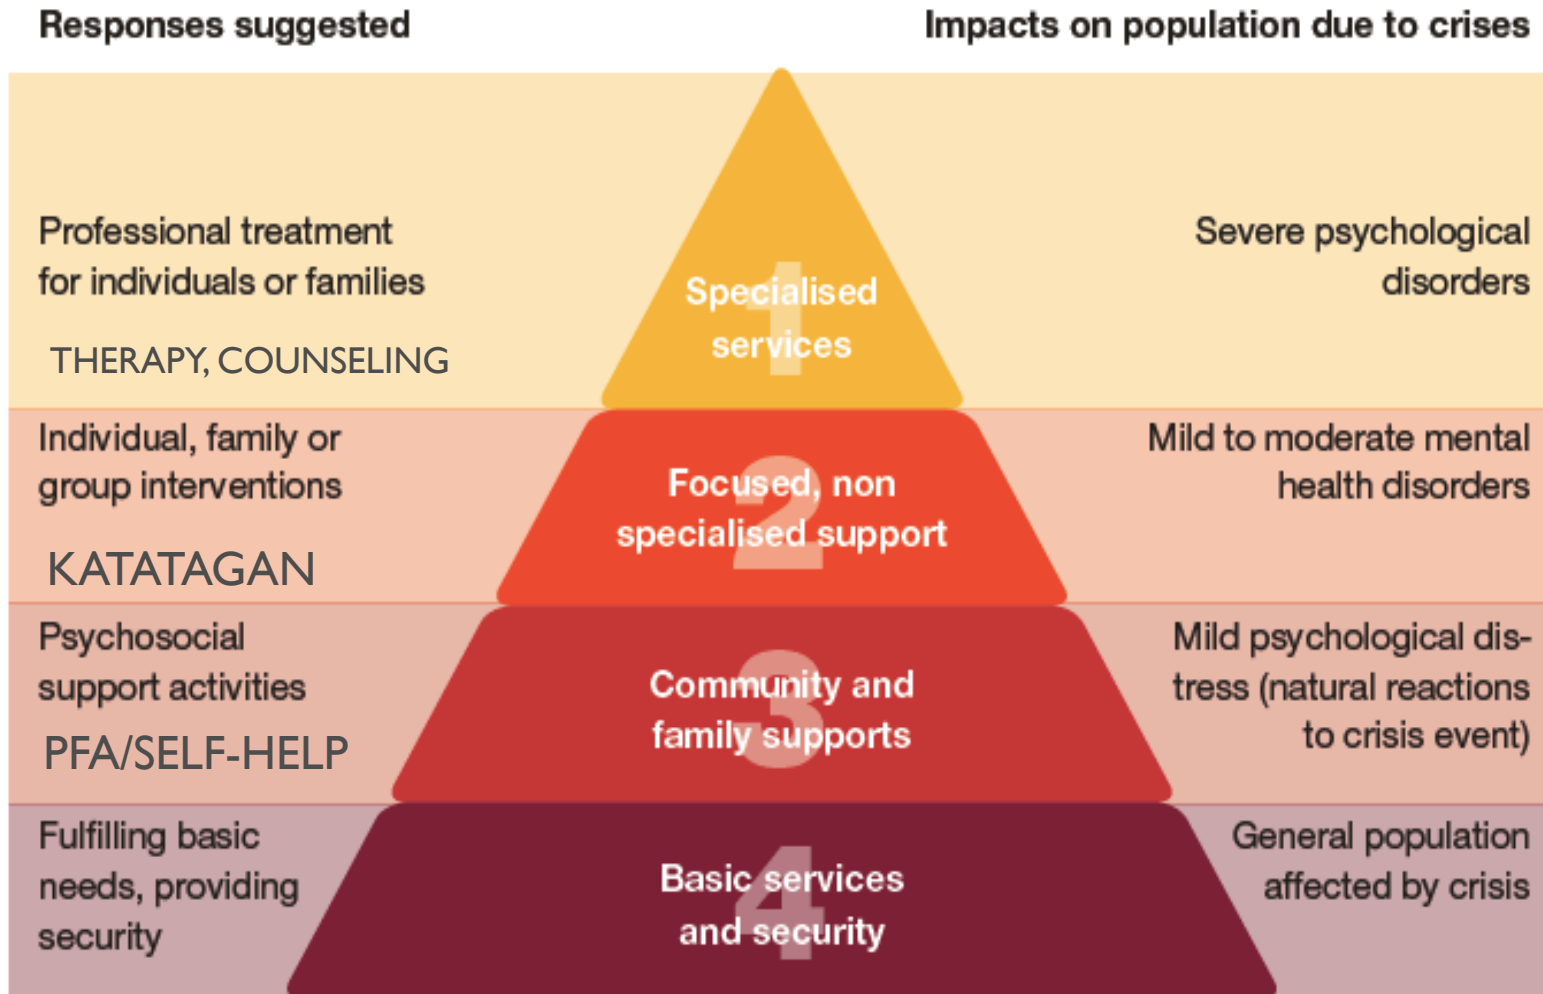 Responses suggested
Impacts on population due to crises
Professional treatment
for individuals or families
THERAPY, COUNSELING
1
Specialised
services
Severe psychological
disorders
Individual, family or
group interventions
KATATAGAN
2
Focused, non
specialised support
Mild to moderate mental
health disorders
Psychosocial
support activities
PFA/SELF-HELP
3
Community and
family supports
Mild psychological dis-
tress (natural reactions
to crisis event)
Fulfilling basic
needs, providing
security
4
Basic services
and security
General population
affected by crisis